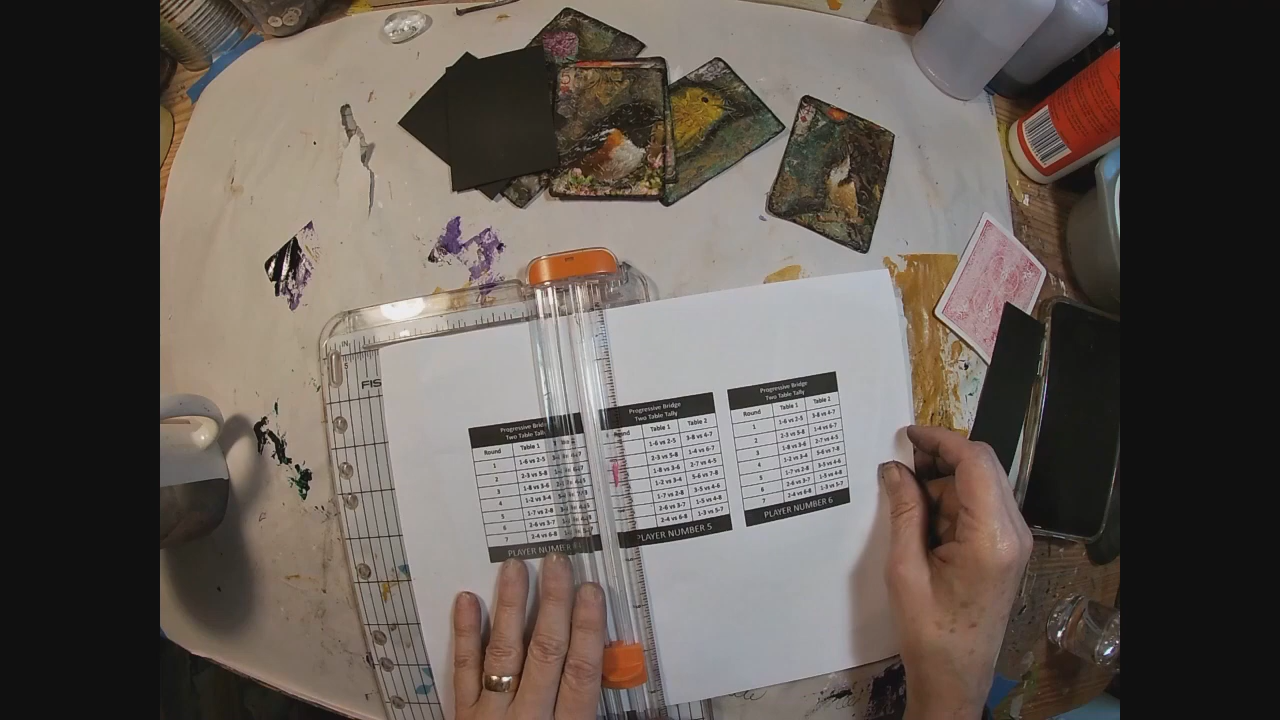 FIS
Progressive
Two Table
Round Table 1
1 1-6 vs 2-5
2 2-3 vs 5-8
3 1-8 vs 3-6
4 1-2 vs 3-4
5 1-7 vs 2-8
6 2-6 vs 3-7
7 2-4 vs 6-8
PLAYER NUMBER
Progressive Bridge
Two Table Tally
Table 1 Table 2
1-6 vs 2-5 3-8 vs 4-7
2-3 vs 5-8 1-4 vs 6-7
1-8 vs 3-6 2-7 vs 4-5
1-2 vs 3-4 5-6 vs 7-8
1-7 vs 2-8 3-5 vs 4-6
2-6 vs 3-7 1-5 vs 4-8
2-4 vs 6-8 1-3 vs 5-7
PLAYER NUMBER 5
Progressive Bridge
Two Table Tally
Round Table 1 Table 2
1 1-6 vs 2-5 3-8 vs 4-7
2 2-3 vs 5-8 1-4 vs 6-7
3 1-8 vs 3-6 2-7 vs 4-5
4 1-2 vs 3-4 5-6 vs 7-8
5 1-7 vs 2-8 3-5 vs 4-6
6 2-6 vs 3-7 1-5 vs 4-8
7 2-4 vs 6-8 1-3 vs 5-7
PLAYER NUMBER 6